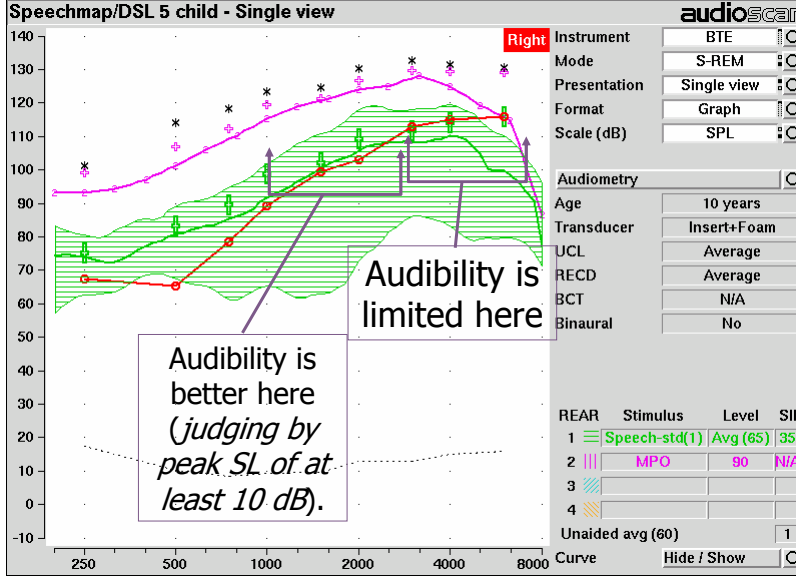 Speechmap/DSL 5 child - Single view
audioscan
Right
140
130
120
110
100
90
80
70
60
50
40
30
20
10
0
-10
250
500
1000
2000
4000
8000
Audibility is
better here
(judging by
peak SL of at
least 10 dB).
Audibility is
limited here
Instrument BTE
Mode S-REM
Presentation Single view
Format Graph
Scale (dB) SPL
Audiometry
Age 10 years
Transducer Insert+Foam
UCL Average
RECD Average
BCT N/A
Binaural No
REAR Stimulus Level SII
1 Speech-std(1) Avg (65) 35
2 MPO 90 N/A
3
4
Unaided avg (60) 1
Curve Hide / Show